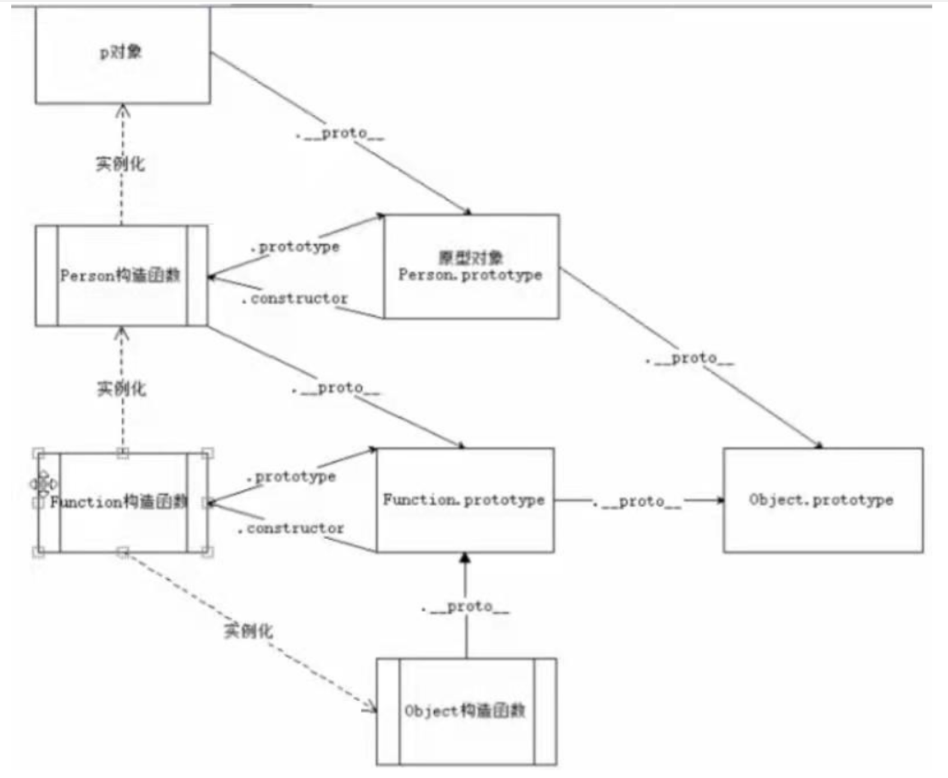 p对象
.__proto__
实例化
.prototype
原型对象
Person.prototype
Person构造函数
.constructor
.__proto__
.__proto__
实例化
.prototype
Function构造函数
Function.prototype
.__proto__
Object.prototype
.constructor
.__proto__
实例化
Object构造函数